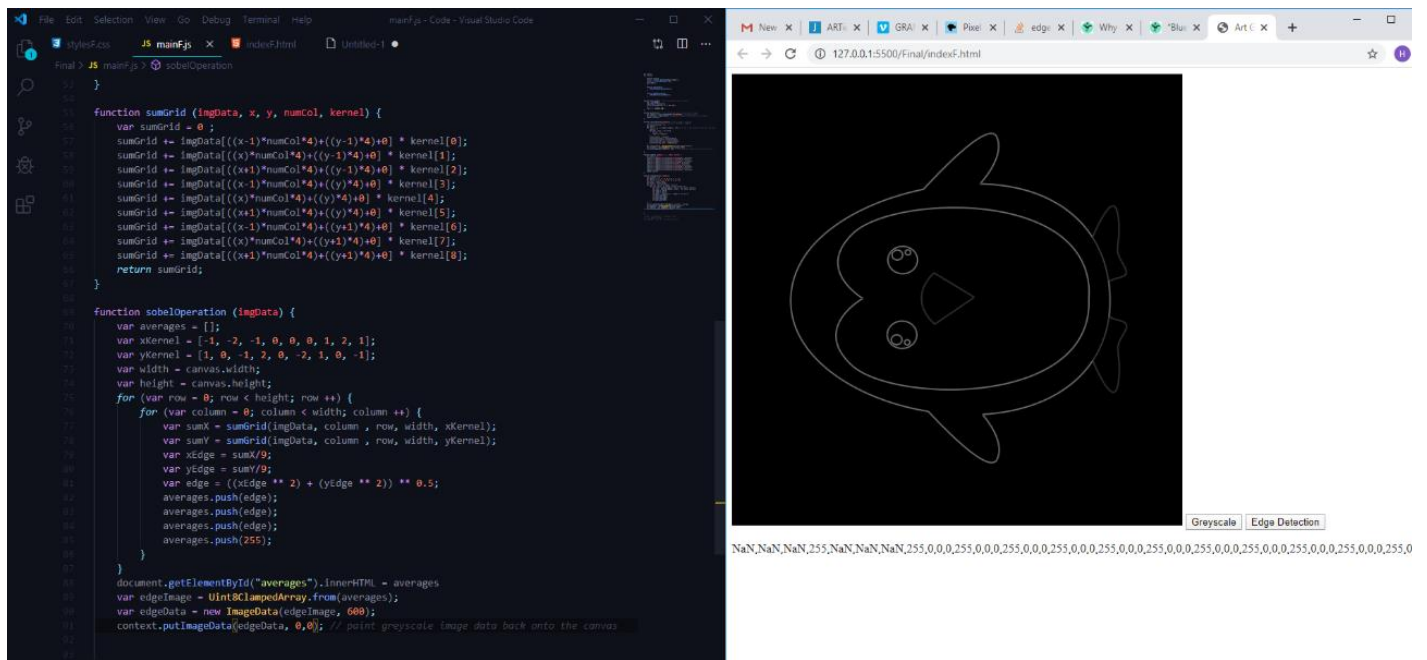 File Edit Selection View Go Debug Terminal Help mainF.js - Code - Visual Studio Code
stylesF.css JS mainF.js × indexF.html Untitled-1 ●
Final > JS mainF.js > sobelOperation
}
function sumGrid (imgData, x, y, numCol, kernel) {
var sumGrid = 0 ;
sumGrid += imgData[((x-1)*numCol*4)+((y-1)*4)+0] * kernel[0];
sumGrid += imgData[((x)*numCol*4)+((y-1)*4)+0] * kernel[1];
sumGrid += imgData[((x+1)*numCol*4)+((y-1)*4)+0] * kernel[2];
sumGrid += imgData[((x-1)*numCol*4)+((y)*4)+0] * kernel[3];
sumGrid += imgData[((x)*numCol*4)+((y)*4)+0] * kernel[4];
sumGrid += imgData[((x+1)*numCol*4)+((y)*4)+0] * kernel[5];
sumGrid += imgData[((x-1)*numCol*4)+((y+1)*4)+0] * kernel[6];
sumGrid += imgData[((x)*numCol*4)+((y+1)*4)+0] * kernel[7];
sumGrid += imgData[((x+1)*numCol*4)+((y+1)*4)+0] * kernel[8];
return sumGrid;
}
function sobelOperation (imgData) {
var averages = [];
var xKernel = [-1, -2, -1, 0, 0, 0, 1, 2, 1];
var yKernel = [1, 0, -1, 2, 0, -2, 1, 0, -1];
var width = canvas.width;
var height = canvas.height;
for (var row = 0; row < height; row ++) {
for (var column = 0; column < width; column ++) {
var sumX = sumGrid(imgData, column , row, width, xKernel);
var sumY = sumGrid(imgData, column , row, width, yKernel);
var xEdge = sumX/9;
var yEdge = sumY/9;
var edge = ((xEdge ** 2) + (yEdge ** 2)) ** 0.5;
averages.push(edge);
averages.push(edge);
averages.push(edge);
averages.push(255);
}
}
document.getElementById("averages").innerHTML = averages
var edgeImage = Uint8ClampedArray.from(averages);
var edgeData = new ImageData(edgeImage, 600);
context.putImageData(edgeData, 0,0); // paint greyscale image data back onto the canvas
New × ARTi × GRAF × Pixel × edge × Why × "Blue × Art G × +
127.0.0.1:5500/Final/indexF.html H
Greyscale Edge Detection
NaN,NaN,NaN,255,NaN,NaN,NaN,255,0,0,0,255,0,0,0,255,0,0,0,255,0,0,0,255,0,0,0,255,0,0,0,255,0,0,0,255,0,0,0,255,0,0,0,255,0,0,0,255,0